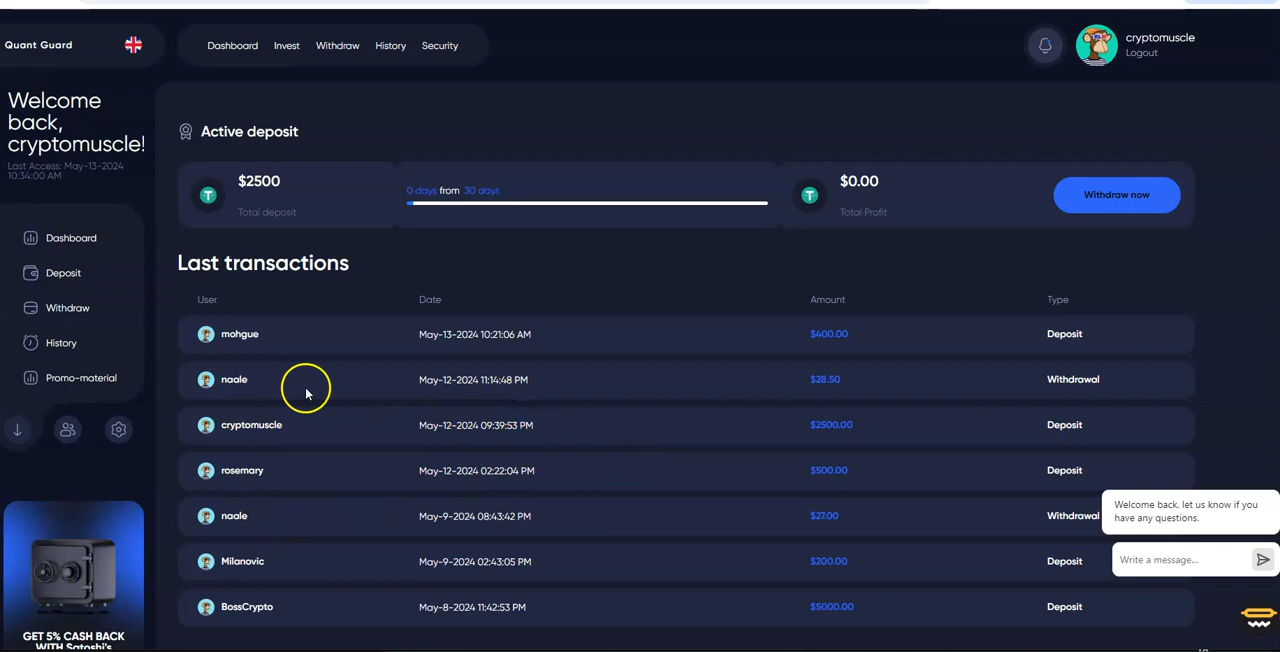 Quant Guard
Dashboard Invest Withdraw History Security
cryptomuscle
Logout
Welcome
back,
cryptomuscle!
Last Access: May-13-2024
10:34:00 AM
Dashboard
Deposit
Withdraw
History
Promo-material
GET 5% CASH BACK
WITH Satoshi's
Active deposit
$2500
Total deposit
0 days from 30 days
$0.00
Total Profit
Withdraw now
Last transactions
User Date Amount Type
mohgue May-13-2024 10:21:06 AM $400.00 Deposit
naale May-12-2024 11:14:48 PM $28.50 Withdrawal
cryptomuscle May-12-2024 09:39:53 PM $2500.00 Deposit
rosemary May-12-2024 02:22:04 PM $500.00 Deposit
naale May-9-2024 08:43:42 PM $27.00 Withdrawal
Milanovic May-9-2024 02:43:05 PM $200.00 Deposit
BossCrypto May-8-2024 11:42:53 PM $5000.00 Deposit
Welcome back, let us know if you
have any questions.
Write a message...